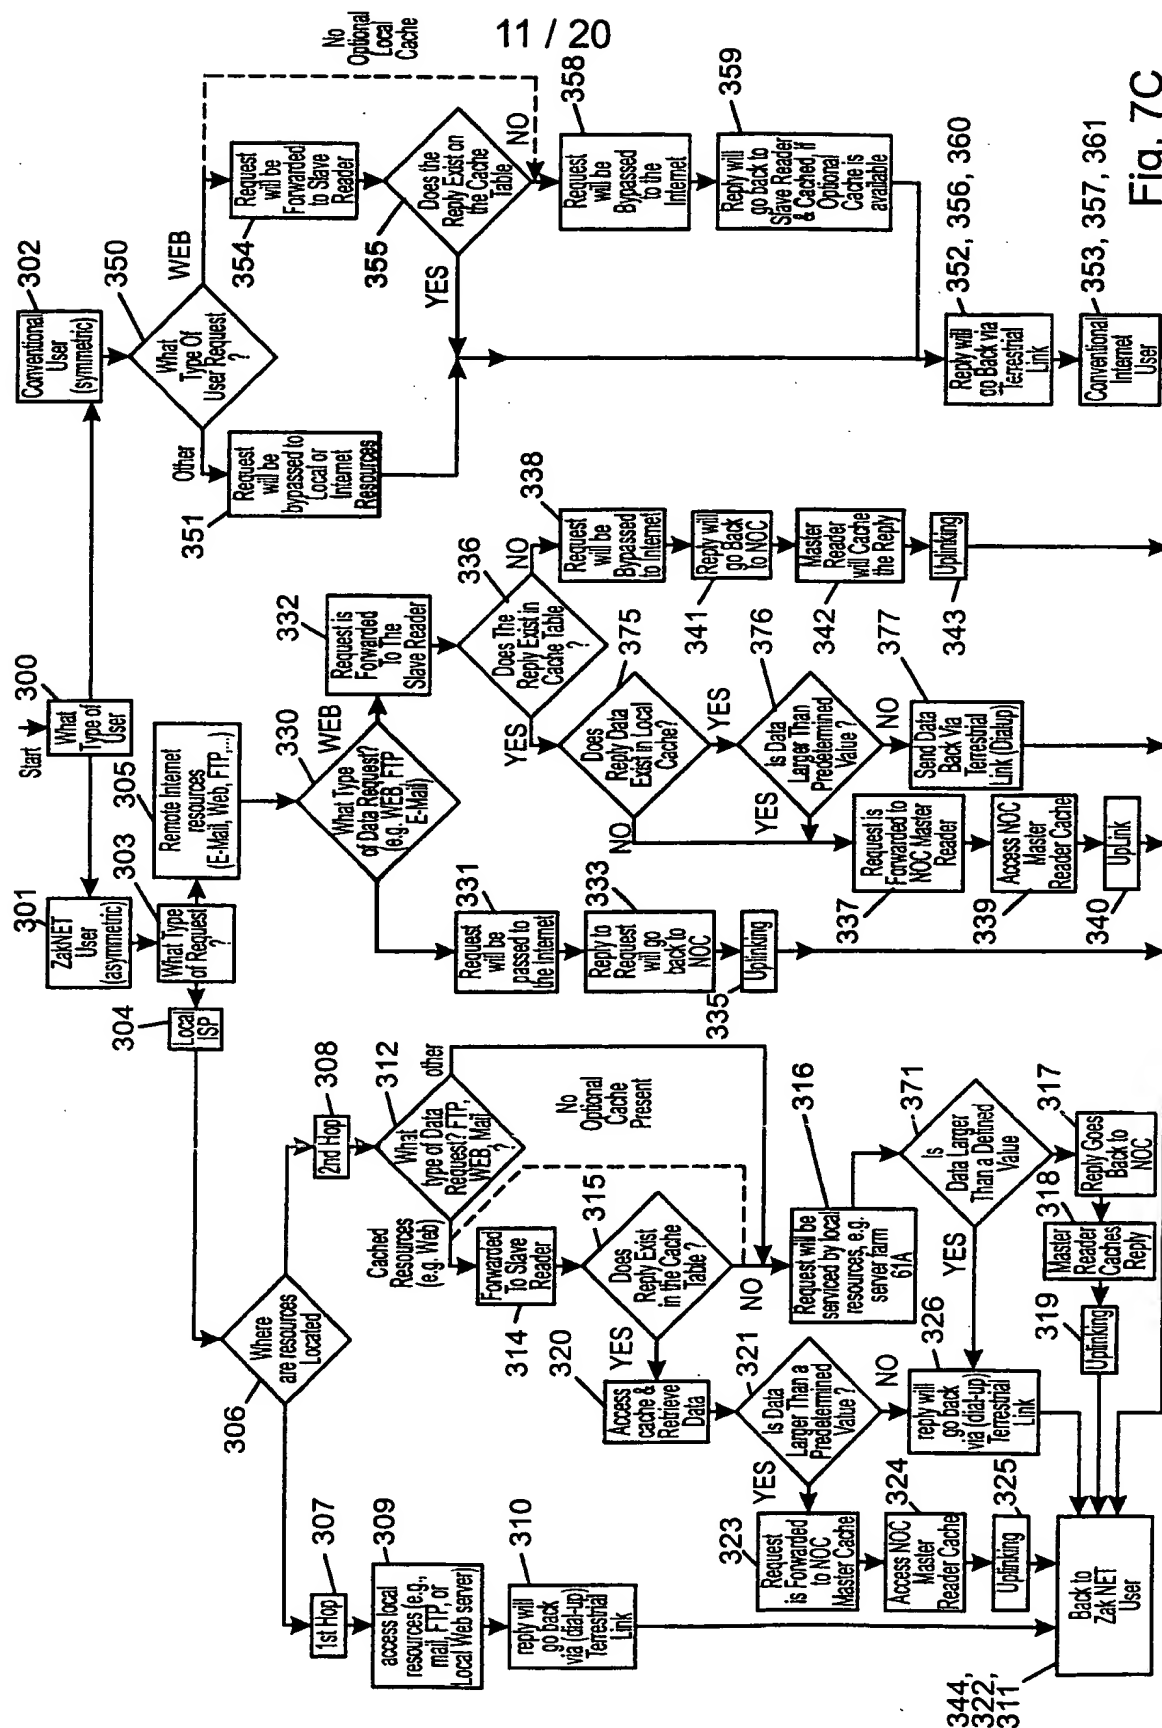 11 / 20
Start
300
What
Type of
User
301
ZakNET
User
(asymmetric)
302
Conventional
User
(symmetric)
303
What Type
of Request
?
304
Local
ISP
305
Remote Internet
resources
(E-Mail, Web, FTP, ...)
306
Where
are resources
Located
307
1st Hop
309
access local
resources (e.g.,
mail, FTP, or
Local Web server)
310
reply will
go back
via (dial-up)
Terrestrial
Link
308
2nd Hop
312
What
type of Data
Request? FTP,
WEB, Mail
?
other
Cached
Resources
(e.g. Web)
No
Optional
Cache
Present
314
Forwarded
To Slave
Reader
315
Does
Reply Exist
in the Cache
Table ?
YES
NO
320
Access
cache &
Retrieve
Data
321
Is Data
Larger Than a
Predetermined
Value ?
YES
NO
323
Request
is Forwarded
to NOC
Master Cache
324
Access NOC
Master
Reader Cache
325
Uplinking
326
reply will
go back
via (dial-up)
Terrestrial
Link
316
Request will be
serviced by local
resources, e.g.
server farm
61A
371
Is
Data Larger
Than a Defined
Value
YES
317
Reply Goes
Back to
NOC
318
Master
Reader
Caches
Reply
319
Uplinking
344,
322,
311
Back to
Zak NET
User
330
What Type
of Data Request?
(e.g. WEB, FTP
E-Mail)
WEB
331
Request
will be
passed to
the Internet
333
Reply to
Request
will go
back to
NOC
335
Uplinking
332
Request is
Forwarded
To The
Slave Reader
336
Does The
Reply Exist in
Cache Table
?
YES
NO
375
Does
Reply Data
Exist in Local
Cache?
NO
YES
376
Is Data
Larger Than
Predetermined
Value ?
YES
NO
377
Send Data
Back Via
Terrestrial
Link (Dialup)
337
Request is
Forwarded to
NOC Master
Reader
339
Access NOC
Master
Reader Cache
340
UpLink
338
Request
will be
Bypassed
to Internet
341
Reply will
go Back
to NOC
342
Master
Reader
will Cache
the Reply
343
Uplinking
350
What
Type Of
User Request
?
Other
WEB
351
Request
will be
bypassed to
Local or
Internet
Resources
354
Request
will be
Forwarded
to Slave
Reader
No
Optional
Local
Cache
355
Does the
Reply Exist on
the Cache
Table
YES
NO
358
Request
will be
Bypassed
to the
Internet
359
Reply will
go back to
Slave Reader
& Cached, if
Optional
Cache is
available
352, 356, 360
Reply will
go Back via
Terrestrial
Link
353, 357, 361
Conventional
Internet
User
Fig. 7C